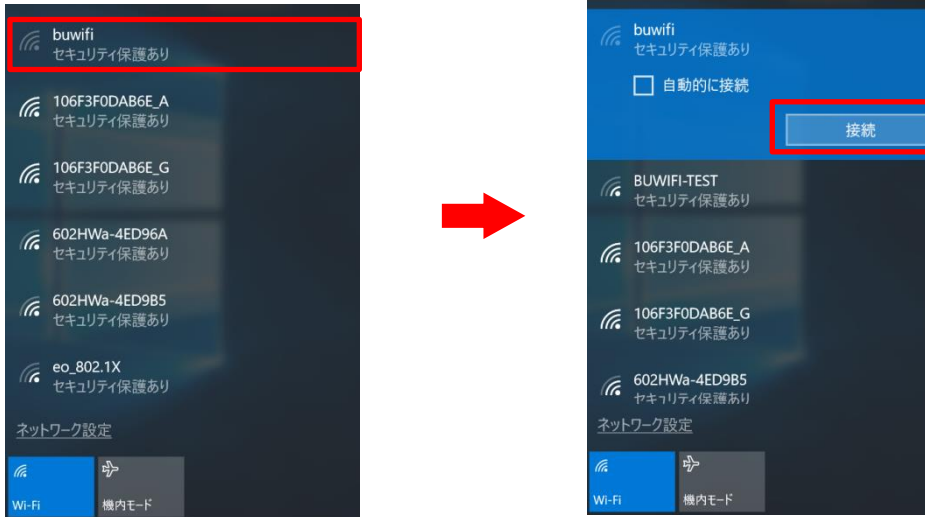 buwifi
セキュリティ保護あり
106F3F0DAB6E_A
セキュリティ保護あり
106F3F0DAB6E_G
セキュリティ保護あり
602HWa-4ED96A
セキュリティ保護あり
602HWa-4ED9B5
セキュリティ保護あり
eo_802.1X
セキュリティ保護あり
ネットワーク設定
Wi-Fi
機内モード
buwifi
セキュリティ保護あり
自動的に接続
接続
BUWIFI-TEST
セキュリティ保護あり
106F3F0DAB6E_A
セキュリティ保護あり
106F3F0DAB6E_G
セキュリティ保護あり
602HWa-4ED9B5
セキュリティ保護あり
ネットワーク設定
Wi-Fi
機内モード